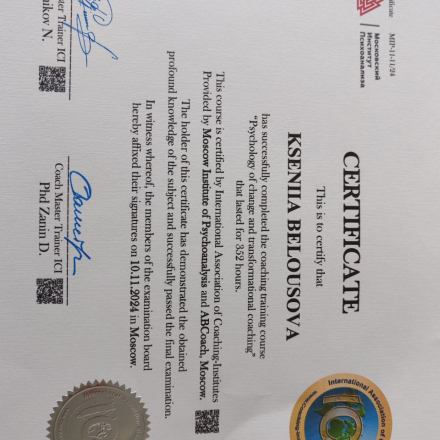 ificate MIP-11-11/24
Московский
Институт
Психоанализа
International Association of
CERTIFICATE
This is to certify that
KSENIIA BELOUSOVA
has successfully completed the coaching training course
"Psychology of change and transformational coaching"
that lasted for 352 hours.
This course is certified by International Association of Coaching-Institutes
Provided by Moscow Institute of Psychoanalysis and ABCoach, Moscow.
The holder of this certificate has demonstrated the obtained
profound knowledge of the subject and successfully passed the final examination.
In witness whereof, the members of the examination board
hereby affixed their signatures on 10.11.2024 in Moscow.
Master Trainer ICI
nikov N.
Coach Master Trainer ICI
Phd Zanin D.